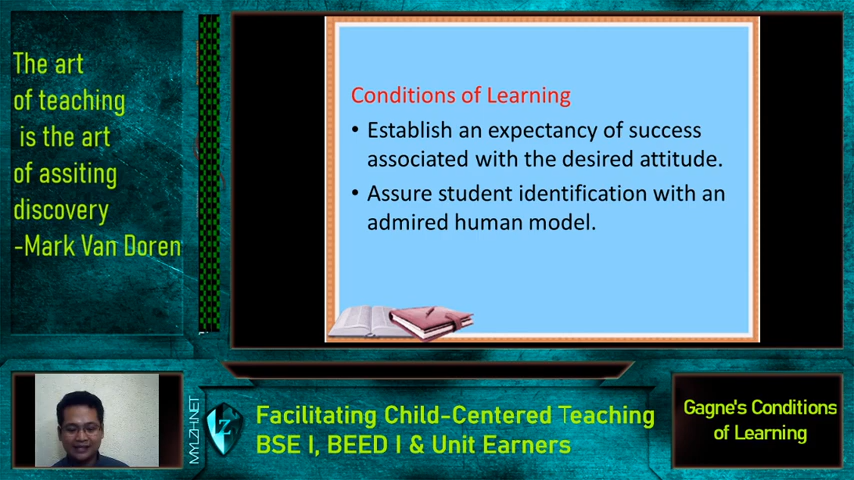 The art
of teaching
is the art
of assiting
discovery
-Mark Van Doren
Conditions of Learning
• Establish an expectancy of success
associated with the desired attitude.
• Assure student identification with an
admired human model.
MYLZHNET
Z
Facilitating Child-Centered Teaching
BSE I, BEED I & Unit Earners
Gagne's Conditions
of Learning